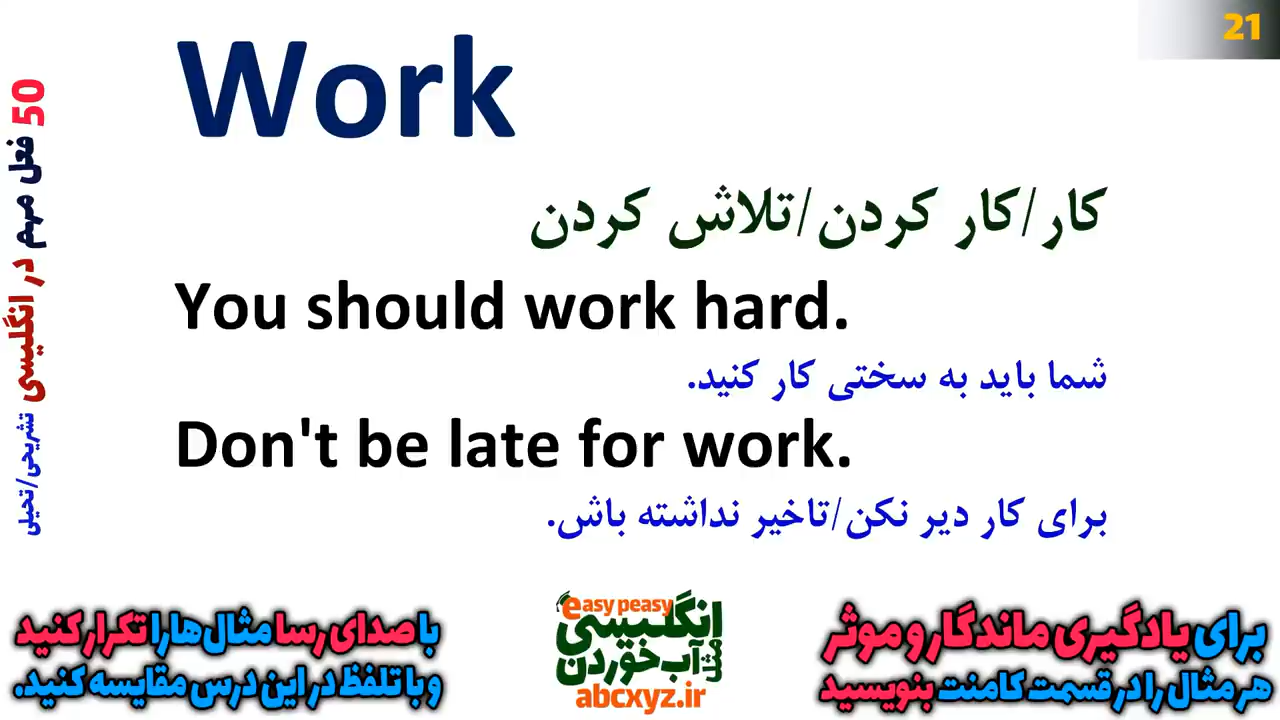 21
Work
کار/کار کردن/تلاش کردن
You should work hard.
شما باید به سختی کار کنید.
Don't be late for work.
برای کار دیر نکن/تاخیر نداشته باش.
50 فعل مهم در انگلیسی تشریحی/تحیلی
برای یادگیری ماندگار و موثر
هر مثال را در قسمت کامنت بنویسید
easy peasy
انگلیسی
مثل آب خوردن
abcxyz.ir
با صدای رسا مثال‌ها را تکرار کنید
و با تلفظ در این درس مقایسه کنید.